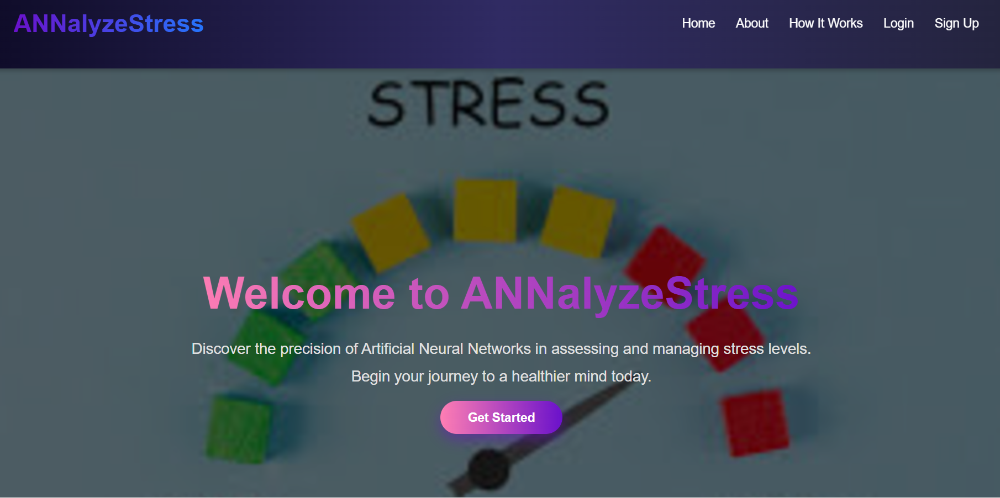 ANNalyzeStress
Home About How It Works Login Sign Up
STRESS
Welcome to ANNalyzeStress
Discover the precision of Artificial Neural Networks in assessing and managing stress levels.
Begin your journey to a healthier mind today.
Get Started